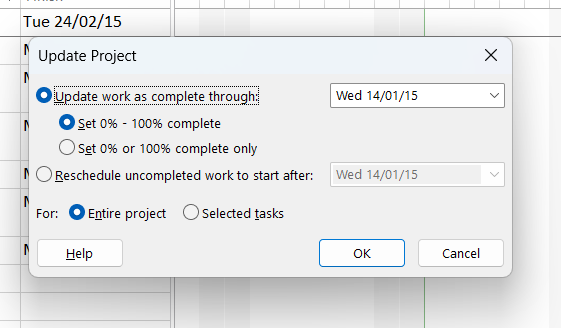 Tue 24/02/15
Update Project
Update work as complete through:
Wed 14/01/15
Set 0% - 100% complete
Set 0% or 100% complete only
Reschedule uncompleted work to start after:
Wed 14/01/15
For:
Entire project
Selected tasks
Help
OK
Cancel